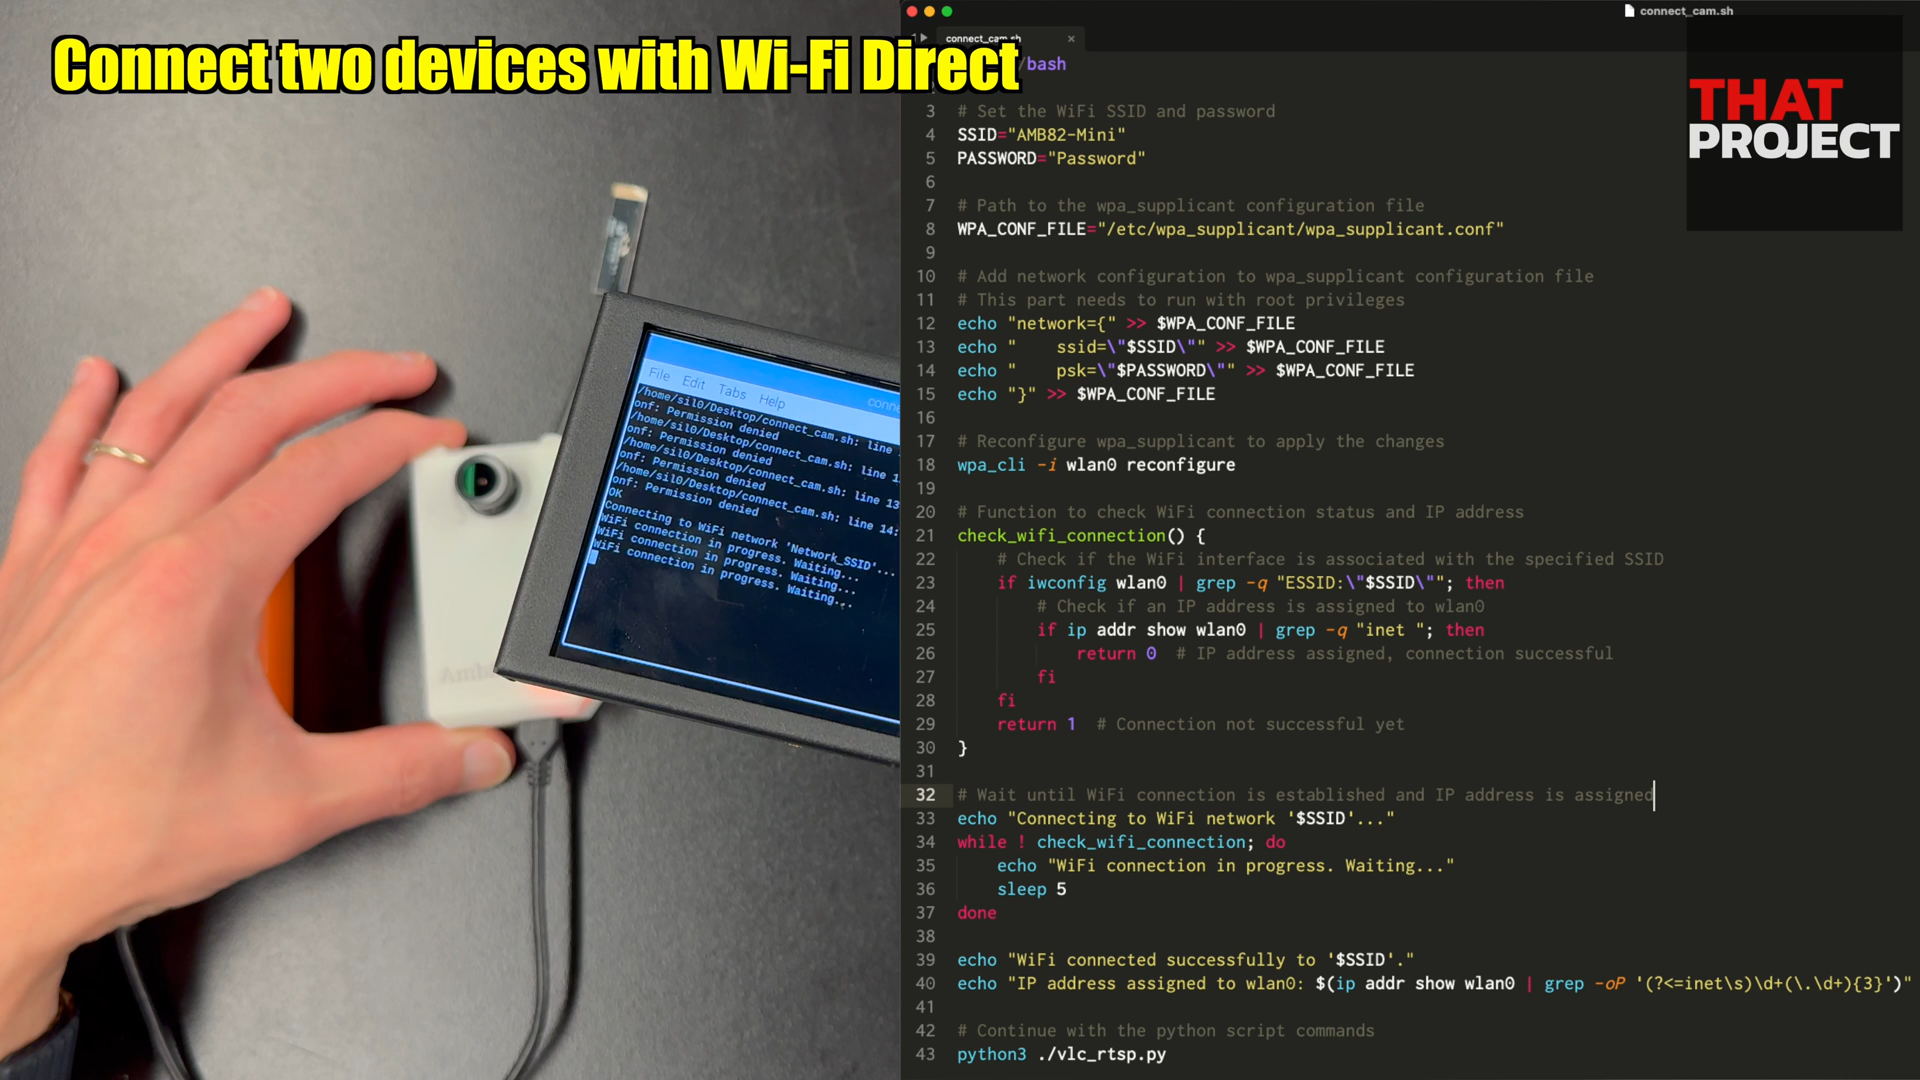 Connect two devices with Wi-Fi Direct
connect_cam.sh
connect_cam.sh
THAT
PROJECT
/bash
3 # Set the WiFi SSID and password
4 SSID="AMB82-Mini"
5 PASSWORD="Password"
6
7 # Path to the wpa_supplicant configuration file
8 WPA_CONF_FILE="/etc/wpa_supplicant/wpa_supplicant.conf"
9
10 # Add network configuration to wpa_supplicant configuration file
11 # This part needs to run with root privileges
12 echo "network={" >> $WPA_CONF_FILE
13 echo "    ssid=\"$SSID\"" >> $WPA_CONF_FILE
14 echo "    psk=\"$PASSWORD\"" >> $WPA_CONF_FILE
15 echo "}" >> $WPA_CONF_FILE
16
17 # Reconfigure wpa_supplicant to apply the changes
18 wpa_cli -i wlan0 reconfigure
19
20 # Function to check WiFi connection status and IP address
21 check_wifi_connection() {
22     # Check if the WiFi interface is associated with the specified SSID
23     if iwconfig wlan0 | grep -q "ESSID:\"$SSID\""; then
24         # Check if an IP address is assigned to wlan0
25         if ip addr show wlan0 | grep -q "inet "; then
26             return 0  # IP address assigned, connection successful
27         fi
28     fi
29     return 1  # Connection not successful yet
30 }
31
32 # Wait until WiFi connection is established and IP address is assigned
33 echo "Connecting to WiFi network '$SSID'..."
34 while ! check_wifi_connection; do
35     echo "WiFi connection in progress. Waiting..."
36     sleep 5
37 done
38
39 echo "WiFi connected successfully to '$SSID'."
40 echo "IP address assigned to wlan0: $(ip addr show wlan0 | grep -oP '(?<=inet\s)\d+(\.\d+){3}')"
41
42 # Continue with the python script commands
43 python3 ./vlc_rtsp.py
File Edit Tabs Help
/home/sil0/Desktop/connect_cam.sh: line
onf: Permission denied
/home/sil0/Desktop/connect_cam.sh: line 1
onf: Permission denied
/home/sil0/Desktop/connect_cam.sh: line 13
onf: Permission denied
/home/sil0/Desktop/connect_cam.sh: line 14:
onf: Permission denied
OK
Connecting to WiFi network 'Network_SSID'...
WiFi connection in progress. Waiting...
WiFi connection in progress. Waiting...
WiFi connection in progress. Waiting...